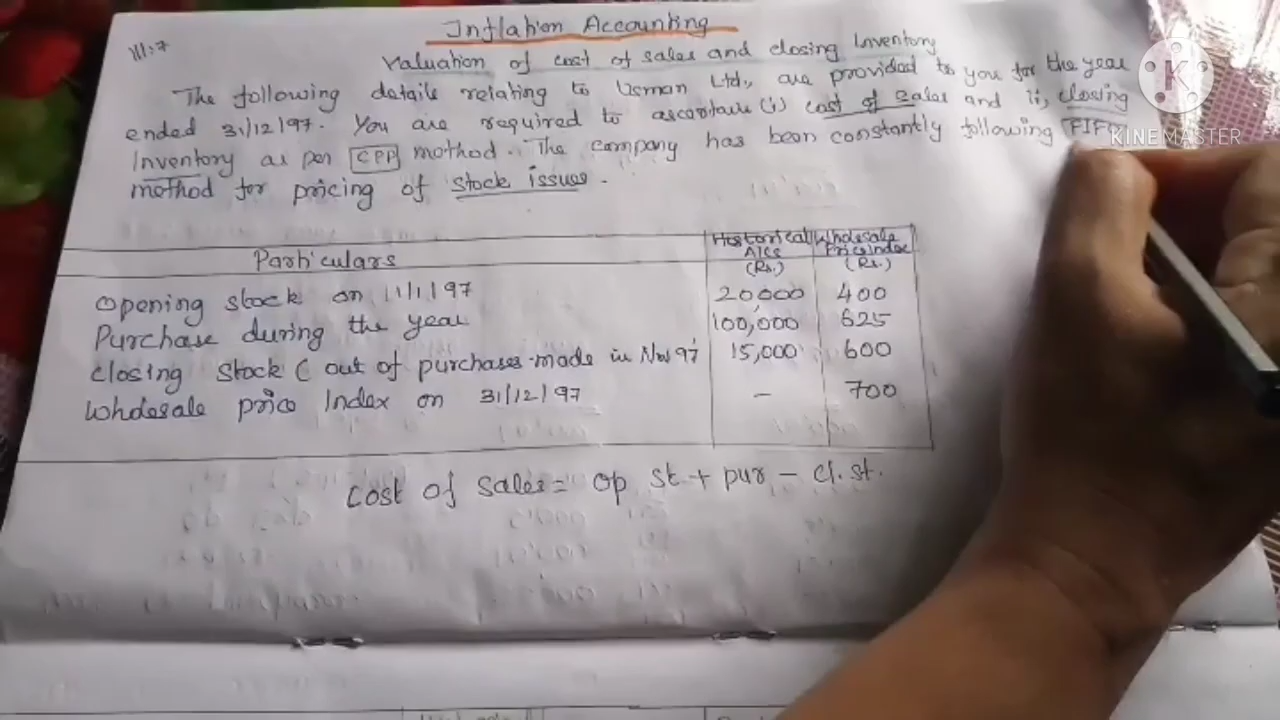 Ill:7
Inflation Accounting
Valuation of cost of sales and closing Inventory
The following details relating to Usman Ltd., are provided to you for the year
ended 31/12/97. You are required to ascertain (i) cost of sales and ii, closing
Inventory as per CPP method. The company has been constantly following FIF
method for pricing of stock issues.
Particulars
Historical A/cs (Rs.)
Wholesale Price index (Rs.)
Opening stock on 1/1/97 20000 400
Purchase during the year 100,000 625
closing stock ( out of purchases made in Nov 97 15,000 600
Wholesale price Index on 31/12/97 - 700
Cost of sales = Op st + pur - cl. st.
K
KINEMASTER